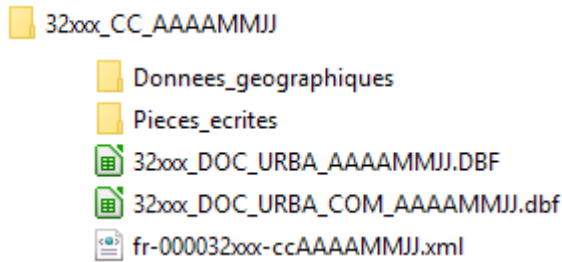 32xxx_CC_AAAAMMJJ
Donnees_geographiques
Pieces_ecrites
32xxx_DOC_URBA_AAAAMMJJ.DBF
32xxx_DOC_URBA_COM_AAAAMMJJ.dbf
fr-000032xxx-ccAAAAMMJJ.xml